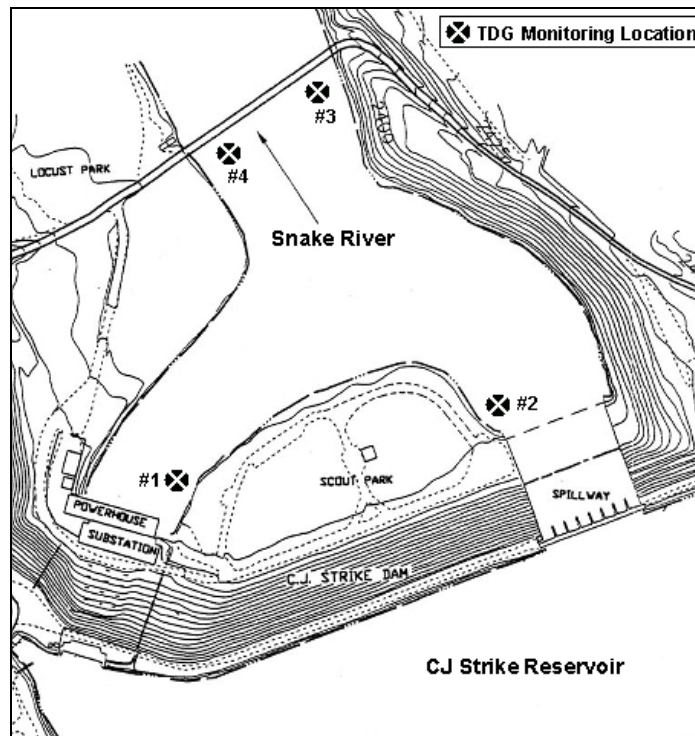 TDG Monitoring Location
#3
#4
LOCUST PARK
Snake River
#2
#1
SCOUT PARK
SPILLWAY
POWERHOUSE
SUBSTATION
C.J. STRIKE DAM
CJ Strike Reservoir